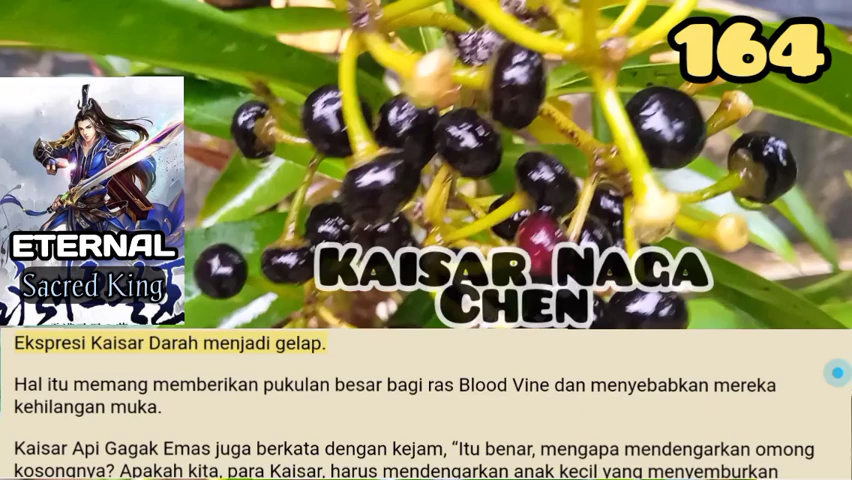 164
ETERNAL
Sacred King
KAISAR NAGA
CHEN
Ekspresi Kaisar Darah menjadi gelap.
Hal itu memang memberikan pukulan besar bagi ras Blood Vine dan menyebabkan mereka
kehilangan muka.
Kaisar Api Gagak Emas juga berkata dengan kejam, “Itu benar, mengapa mendengarkan omong
kosongnya? Apakah kita, para Kaisar, harus mendengarkan anak kecil yang menyemburkan